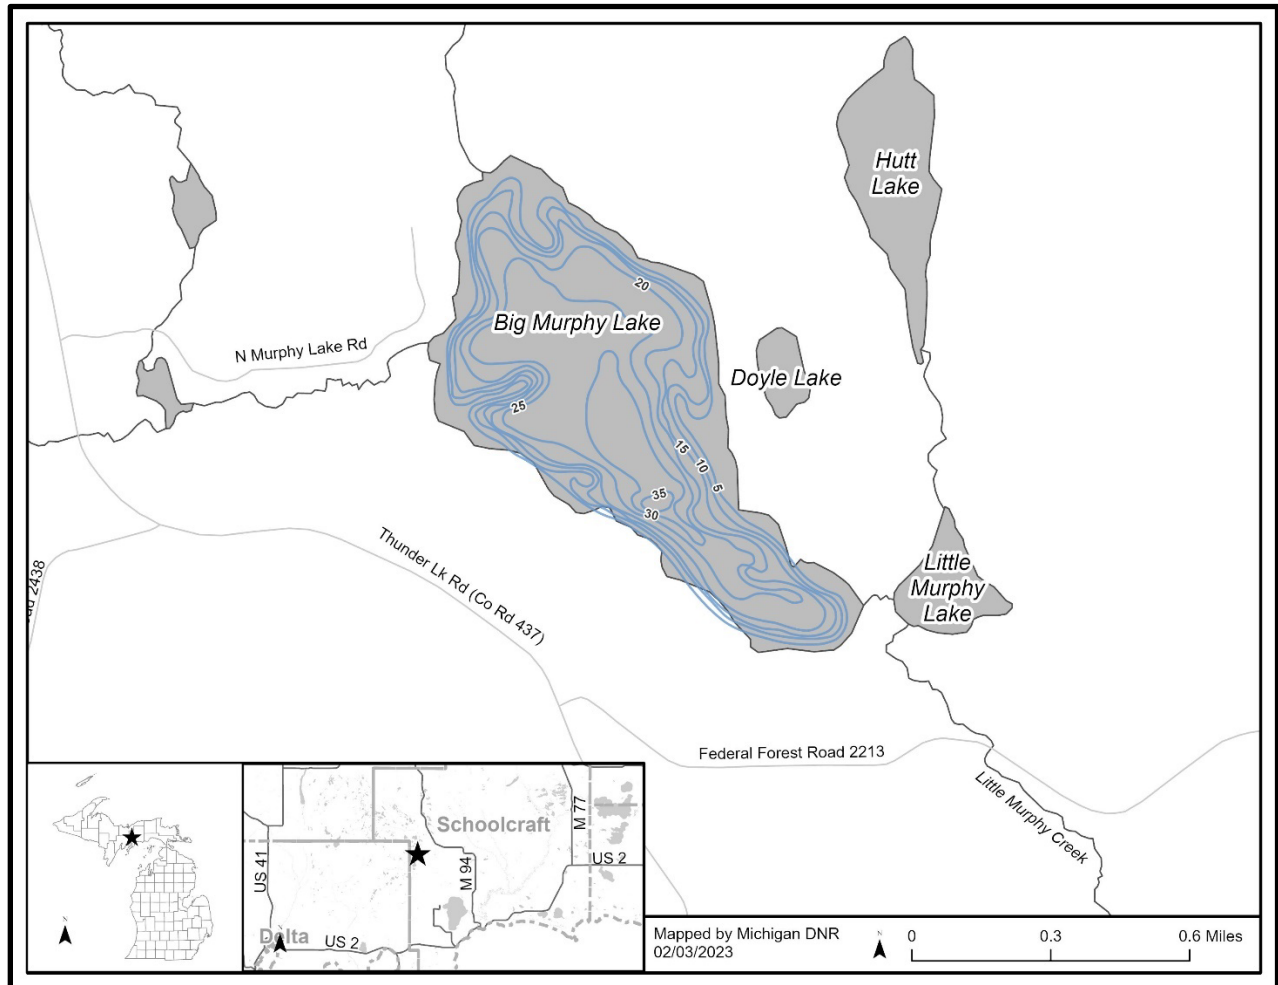 Hutt
Lake
20
Big Murphy Lake
N Murphy Lake Rd
Doyle Lake
25
15
10
5
35
30
Thunder Lk Rd (Co Rd 437)
Little
Murphy
Lake
2438
Federal Forest Road 2213
Little Murphy Creek
N
US 41
Schoolcraft
M 94
M 77
US 2
Delta
US 2
N
Mapped by Michigan DNR
02/03/2023
N
0
0.3
0.6 Miles